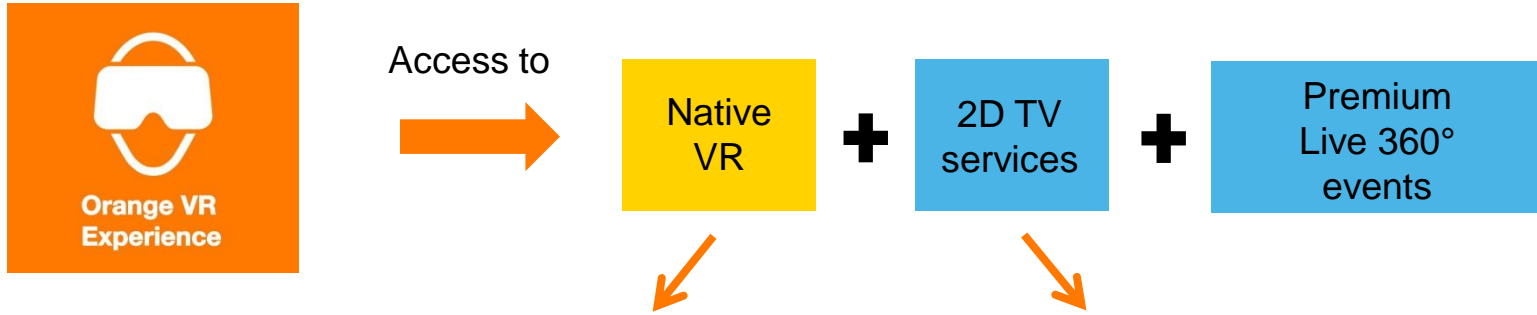 Orange VR
Experience
Access to
Native
VR
2D TV
services
Premium
Live 360°
events